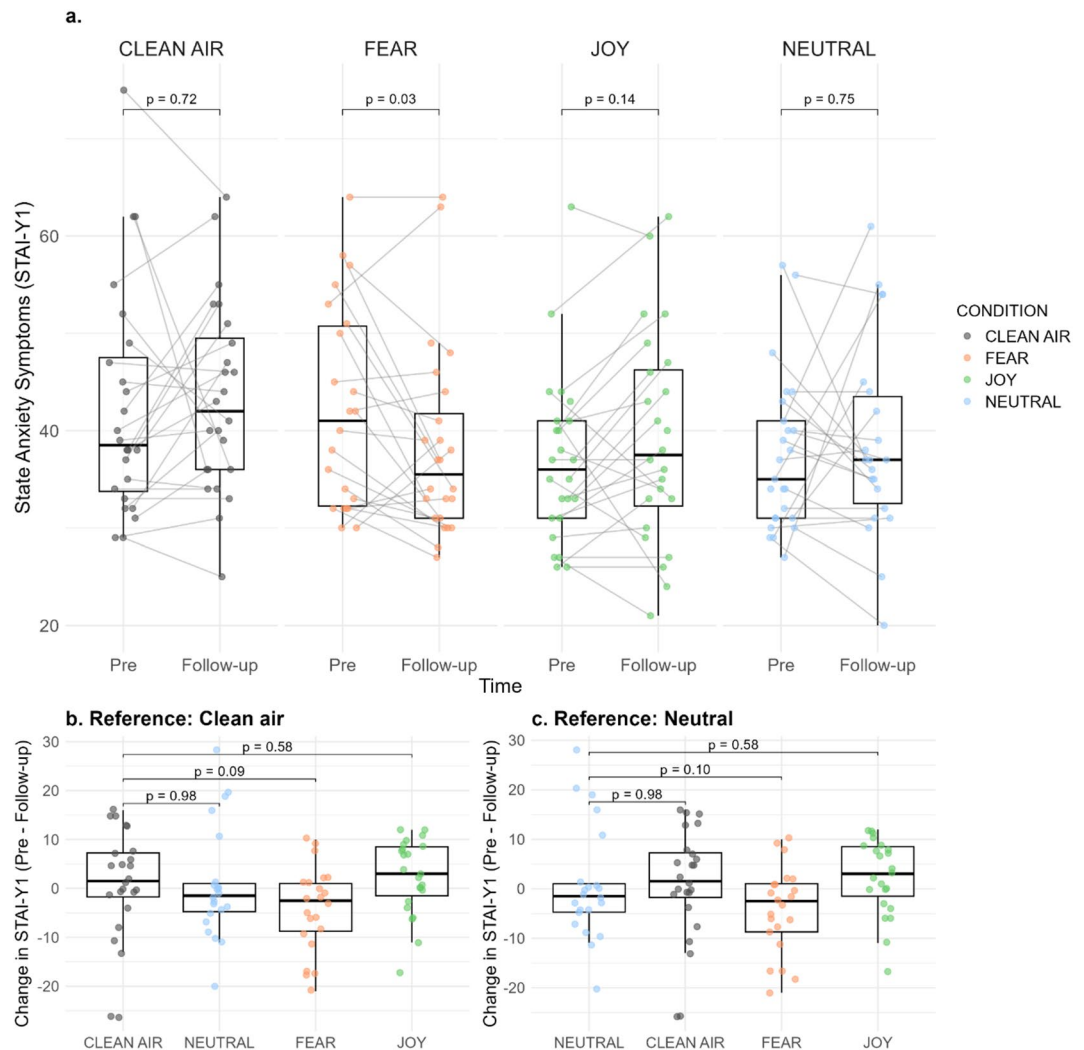 a.
CLEAN AIR FEAR JOY NEUTRAL
p = 0.72 p = 0.03 p = 0.14 p = 0.75
State Anxiety Symptoms (STAI-Y1)
60
40
20
Pre Follow-up Pre Follow-up Pre Follow-up Pre Follow-up
Time
CONDITION
CLEAN AIR
FEAR
JOY
NEUTRAL
b. Reference: Clean air
Change in STAI-Y1 (Pre - Follow-up)
30
20
10
0
-10
-20
p = 0.58
p = 0.09
p = 0.98
CLEAN AIR NEUTRAL FEAR JOY
c. Reference: Neutral
Change in STAI-Y1 (Pre - Follow-up)
30
20
10
0
-10
-20
p = 0.58
p = 0.10
p = 0.98
NEUTRAL CLEAN AIR FEAR JOY